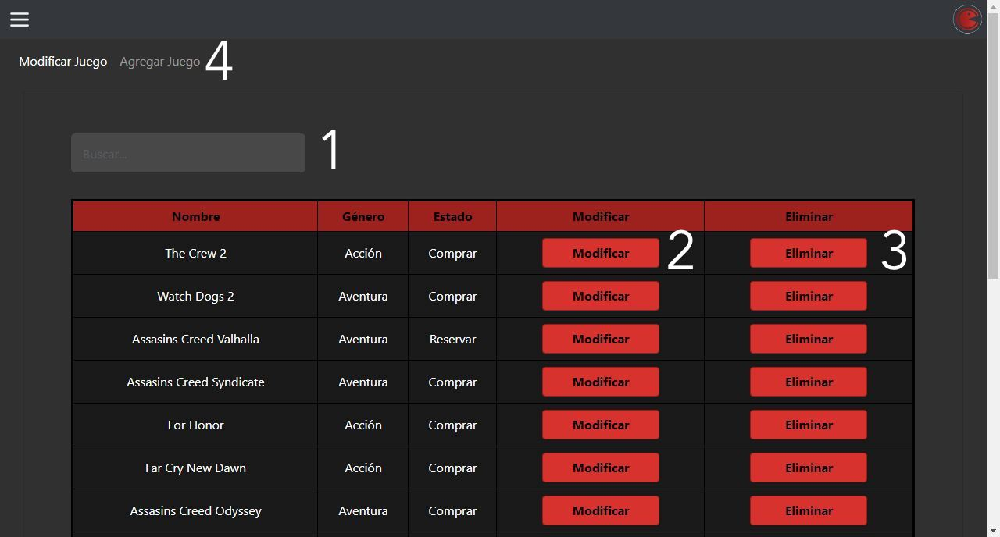 Modificar Juego Agregar Juego 4
Buscar... 1
Nombre Género Estado Modificar Eliminar
The Crew 2 Acción Comprar Modificar 2 Eliminar 3
Watch Dogs 2 Aventura Comprar Modificar Eliminar
Assasins Creed Valhalla Aventura Reservar Modificar Eliminar
Assasins Creed Syndicate Aventura Comprar Modificar Eliminar
For Honor Acción Comprar Modificar Eliminar
Far Cry New Dawn Acción Comprar Modificar Eliminar
Assasins Creed Odyssey Aventura Comprar Modificar Eliminar